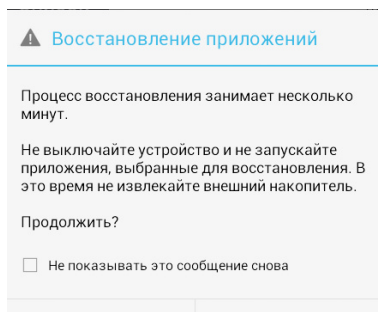 Восстановление приложений
Процесс восстановления занимает несколько
минут.
Не выключайте устройство и не запускайте
приложения, выбранные для восстановления. В
это время не извлекайте внешний накопитель.
Продолжить?
Не показывать это сообщение снова